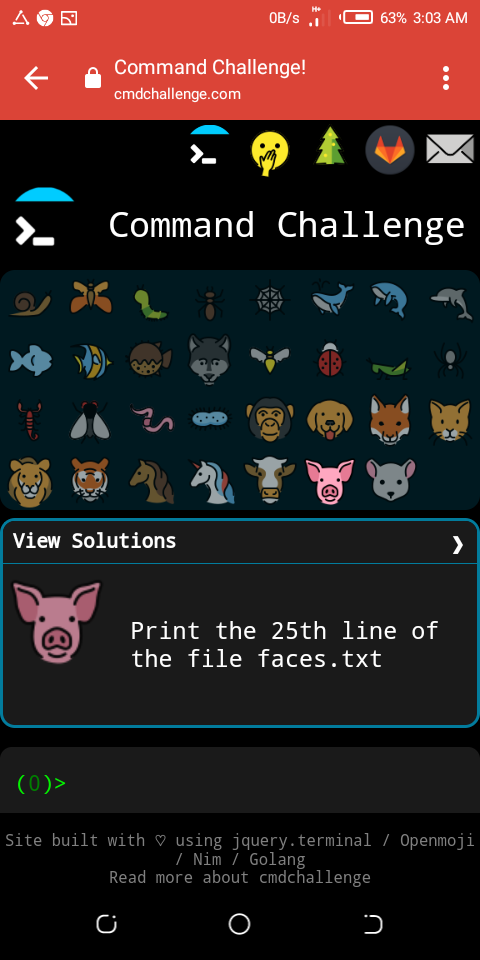 0B/s H+ 63% 3:03 AM
Command Challenge!
cmdchallenge.com
Command Challenge
View Solutions
Print the 25th line of
the file faces.txt
(0)>
Site built with ♡ using jquery.terminal / Openmoji
/ Nim / Golang
Read more about cmdchallenge